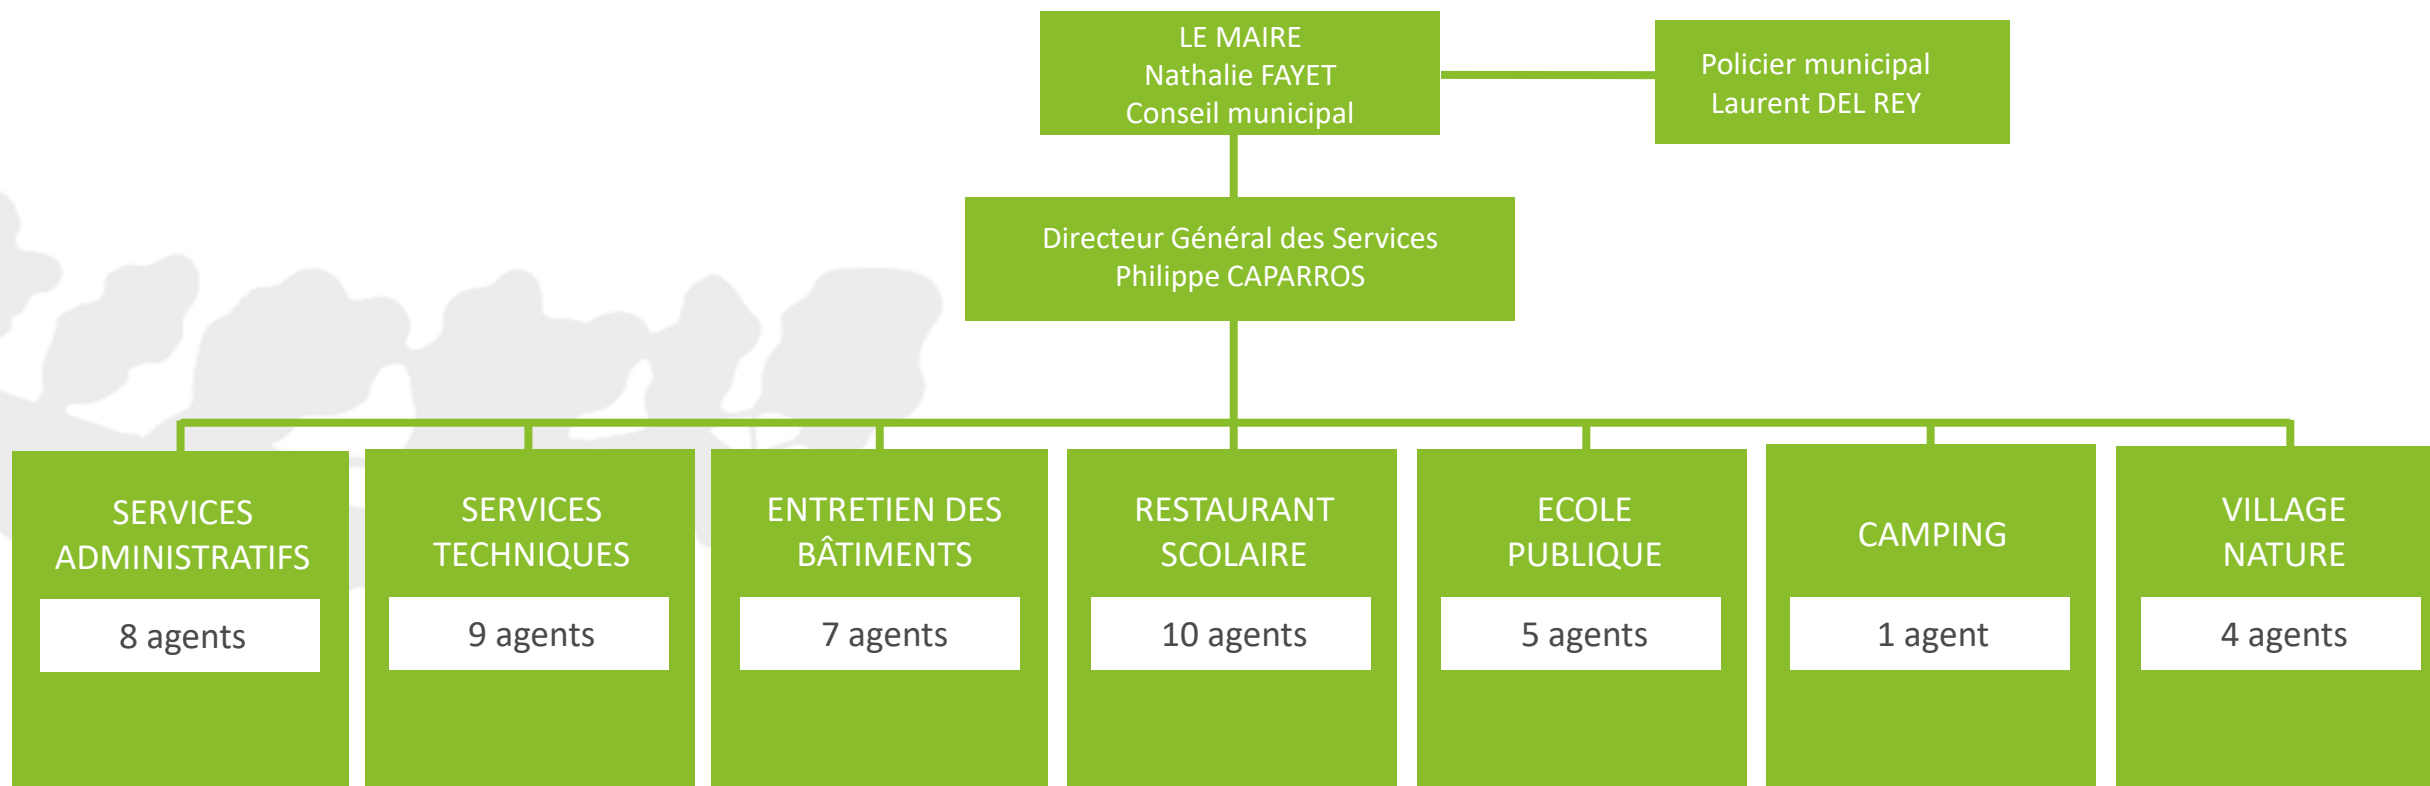 LE MAIRE
Nathalie FAYET
Conseil municipal
Policier municipal
Laurent DEL REY
Directeur Général des Services
Philippe CAPARROS
SERVICES
ADMINISTRATIFS
8 agents
SERVICES
TECHNIQUES
9 agents
ENTRETIEN DES
BÂTIMENTS
7 agents
RESTAURANT
SCOLAIRE
10 agents
ECOLE
PUBLIQUE
5 agents
CAMPING
1 agent
VILLAGE
NATURE
4 agents